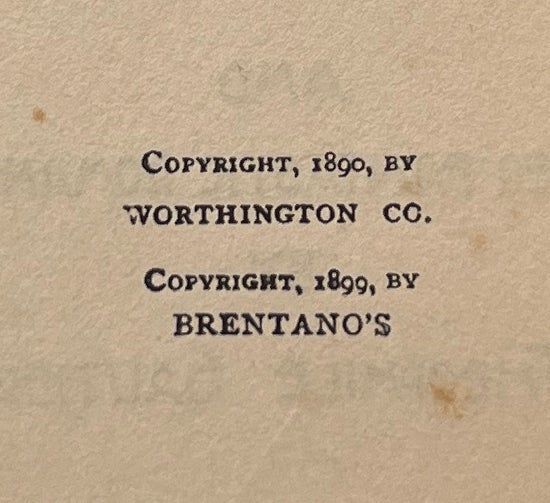 COPYRIGHT, 1890, BY
WORTHINGTON CO.
COPYRIGHT, 1899, BY
BRENTANO'S